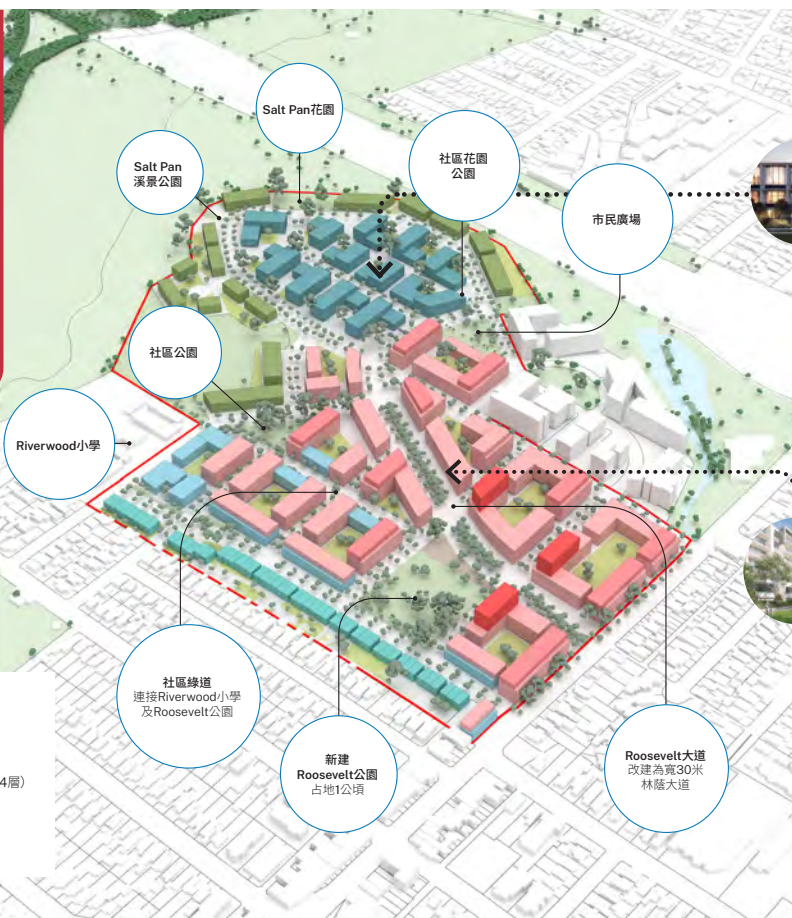 Salt Pan花園
Salt Pan
溪景公園
社區花園
公園
市民廣場
社區公園
Riverwood小學
社區綠道
連接Riverwood小學
及Roosevelt公園
新建
Roosevelt公園
占地1公頃
Roosevelt大道
改建為寬30米
林蔭大道
4層）